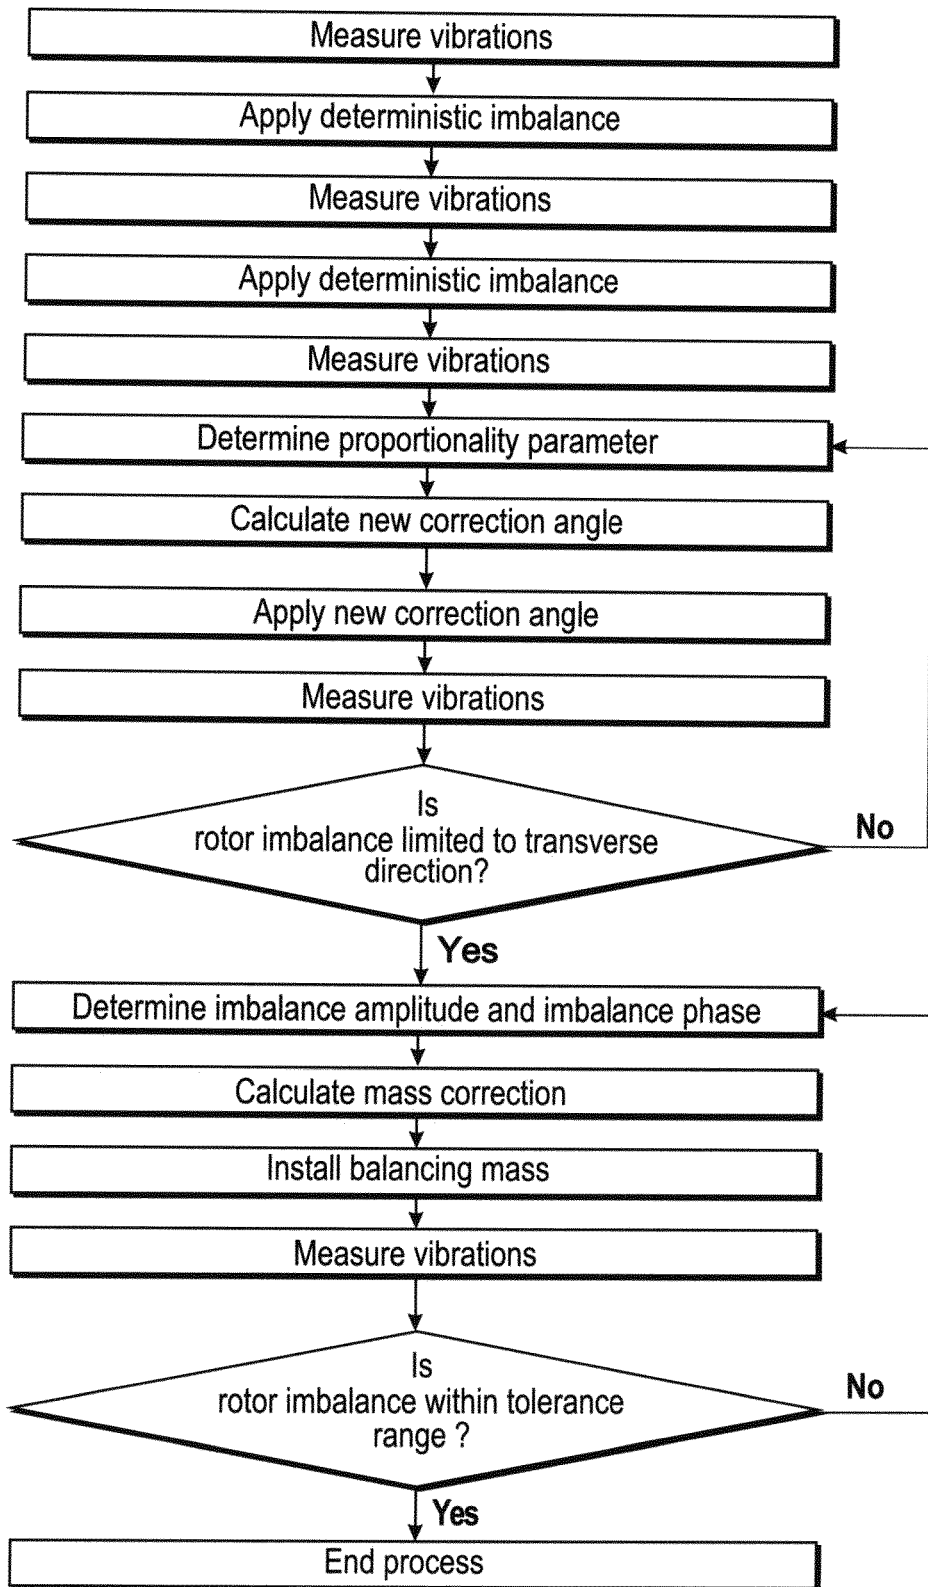 Measure vibrations
Apply deterministic imbalance
Measure vibrations
Apply deterministic imbalance
Measure vibrations
Determine proportionality parameter
Calculate new correction angle
Apply new correction angle
Measure vibrations
Is
rotor imbalance limited to transverse
direction?
No
Yes
Determine imbalance amplitude and imbalance phase
Calculate mass correction
Install balancing mass
Measure vibrations
Is
rotor imbalance within tolerance
range ?
No
Yes
End process